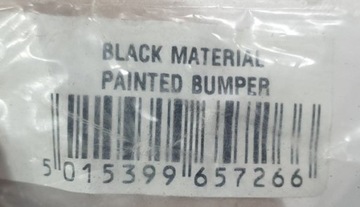 BLACK MATERIAL
PAINTED BUMPER
5 015399 657266